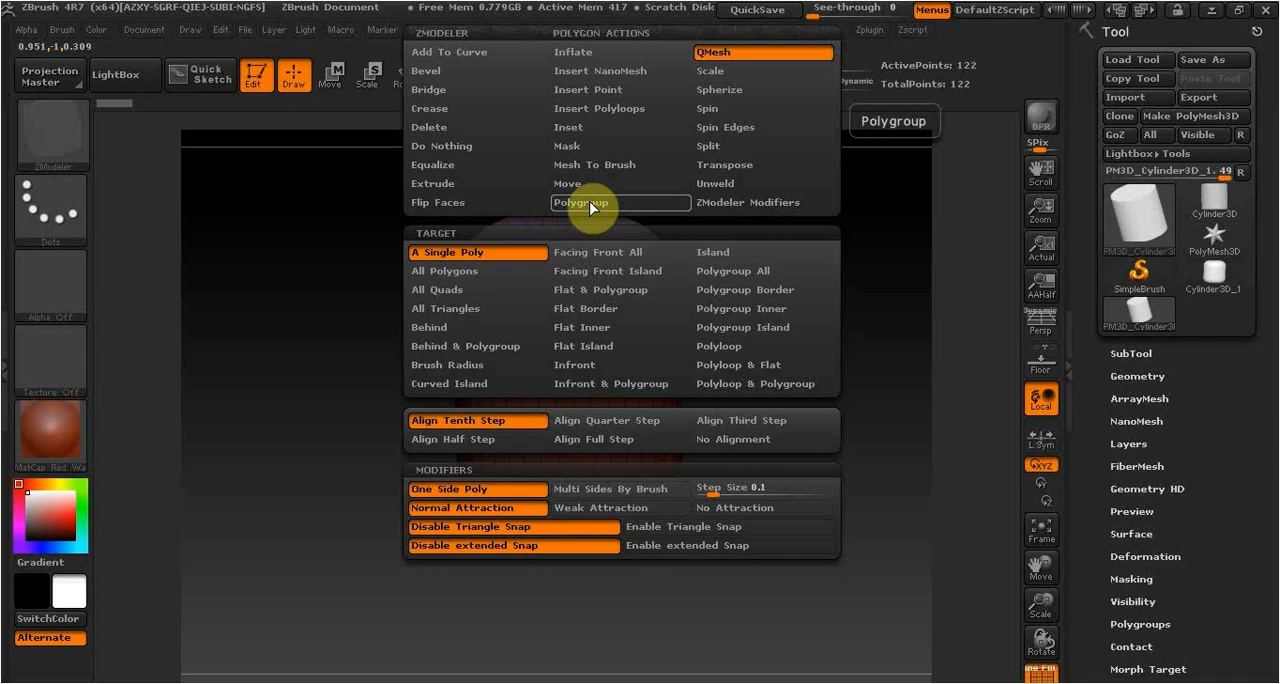 ZBrush 4R7 (x64)[AZXY-SGRF-QIEJ-SUBI-NGFS] ZBrush Document • Free Mem 0.779GB • Active Mem 417 • Scratch Disk QuickSave See-through 0 Menus DefaultZScript
Alpha Brush Color Document Draw Edit File Layer Light Macro Marker Zplugin Zscript
0.951,-1,0.309
Projection Master
LightBox
Quick Sketch
Edit
Draw
Move
Scale
Dynamic
ActivePoints: 122
TotalPoints: 122
ZMODELER POLYGON ACTIONS
Add To Curve Inflate QMesh
Bevel Insert NanoMesh Scale
Bridge Insert Point Spherize
Crease Insert Polyloops Spin
Delete Inset Spin Edges
Do Nothing Mask Split
Equalize Mesh To Brush Transpose
Extrude Move Unweld
Flip Faces Polygroup ZModeler Modifiers
Polygroup
TARGET
A Single Poly Facing Front All Island
All Polygons Facing Front Island Polygroup All
All Quads Flat & Polygroup Polygroup Border
All Triangles Flat Border Polygroup Inner
Behind Flat Inner Polygroup Island
Behind & Polygroup Flat Island Polyloop
Brush Radius Infront Polyloop & Flat
Curved Island Infront & Polygroup Polyloop & Polygroup
Align Tenth Step Align Quarter Step Align Third Step
Align Half Step Align Full Step No Alignment
MODIFIERS
One Side Poly Multi Sides By Brush Step Size 0.1
Normal Attraction Weak Attraction No Attraction
Disable Triangle Snap Enable Triangle Snap
Disable extended Snap Enable extended Snap
ZModeler
Dots
Alpha Off
Texture Off
MatCap Red Wa
Gradient
SwitchColor
Alternate
BPR
SPix
Scroll
Zoom
Actual
AAHalf
Dynamic
Persp
Floor
Local
L.Sym
XYZ
Frame
Move
Scale
Rotate
Line Fill
Tool
Load Tool Save As
Copy Tool Paste Tool
Import Export
Clone Make PolyMesh3D
GoZ All Visible R
Lightbox▸Tools
PM3D_Cylinder3D_1. 49 R
Cylinder3D
PM3D_Cylinder3I PolyMesh3D
SimpleBrush Cylinder3D_1
PM3D_Cylinder3I
SubTool
Geometry
ArrayMesh
NanoMesh
Layers
FiberMesh
Geometry HD
Preview
Surface
Deformation
Masking
Visibility
Polygroups
Contact
Morph Target